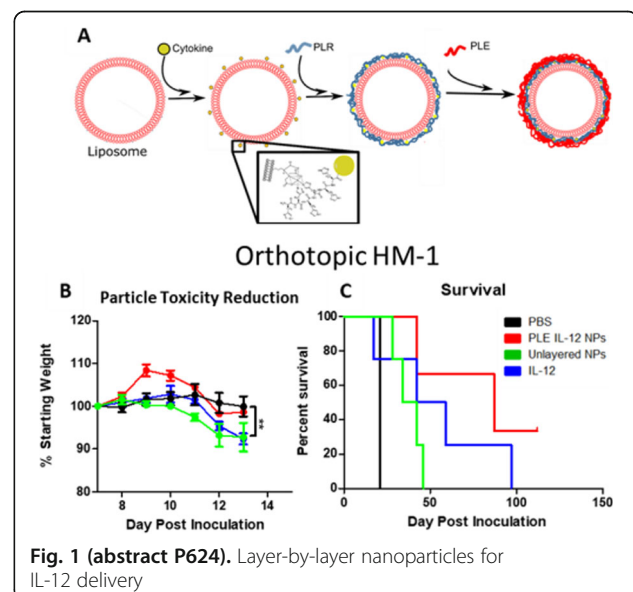 A
Cytokine
PLR
PLE
Liposome
Orthotopic HM-1
B
Particle Toxicity Reduction
% Starting Weight
120
110
100
90
80
8
10
12
14
Day Post Inoculation
**
C
Survival
Percent survival
100
80
60
40
20
0
0
50
100
150
Day Post Inoculation
PBS
PLE IL-12 NPs
Unlayered NPs
IL-12
Fig. 1 (abstract P624). Layer-by-layer nanoparticles for
IL-12 delivery